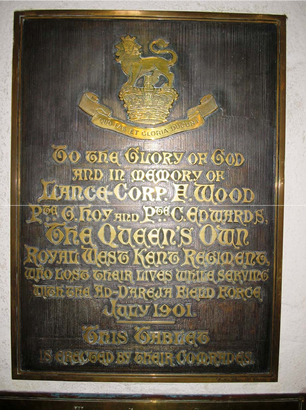 QUO FAS ET GLORIA DUCUNT
TO THE GLORY OF GOD
AND IN MEMORY OF
LANCE-CORP. F. WOOD
PTE G. HOY AND PTE C. EDWARDS,
THE QUEEN'S OWN
ROYAL WEST KENT REGIMENT,
WHO LOST THEIR LIVES WHILE SERVING
WITH THE AD-DAREJA FIELD FORCE,
JULY 1901.
THIS TABLET
IS ERECTED BY THEIR COMRADES.